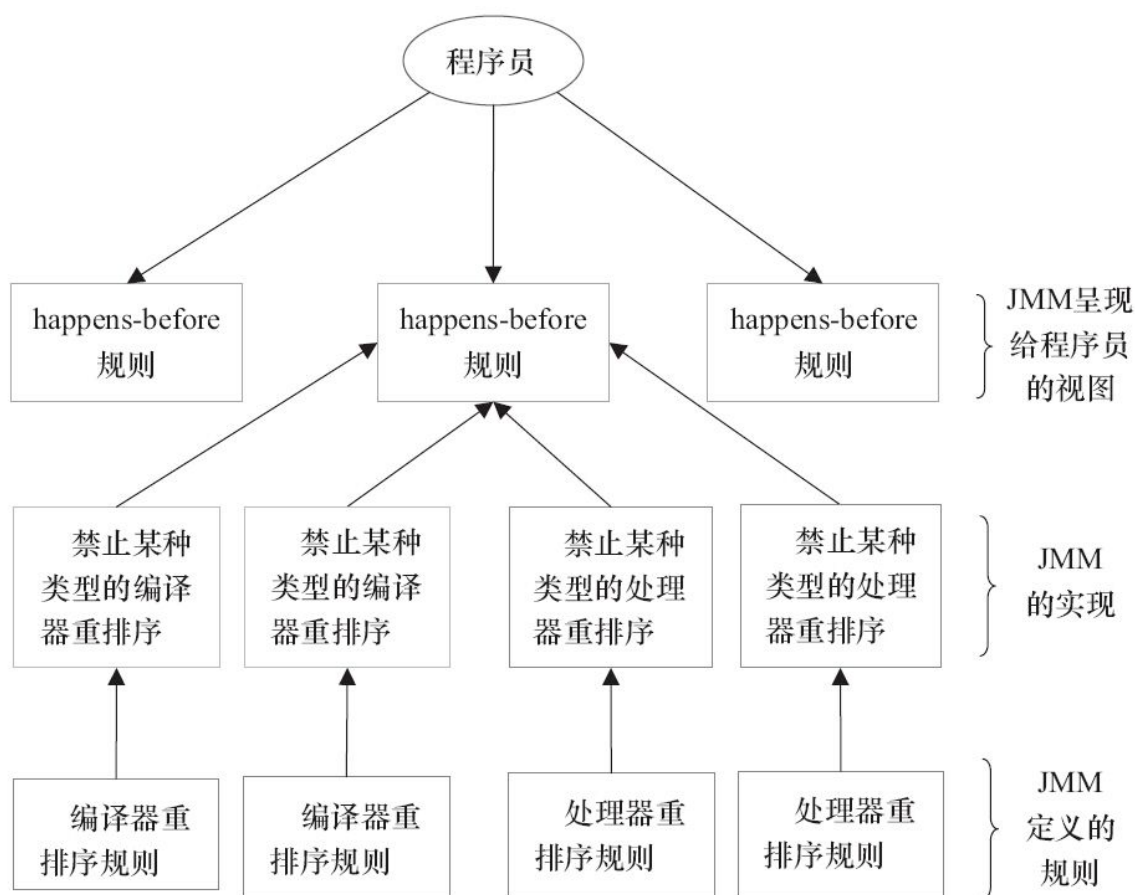 程序员
happens-before
规则
happens-before
规则
happens-before
规则
JMM呈现
给程序员
的视图
禁止某种
类型的编译
器重排序
禁止某种
类型的编译
器重排序
禁止某种
类型的处理
器重排序
禁止某种
类型的处理
器重排序
JMM
的实现
编译器重
排序规则
编译器重
排序规则
处理器重
排序规则
处理器重
排序规则
JMM
定义的
规则